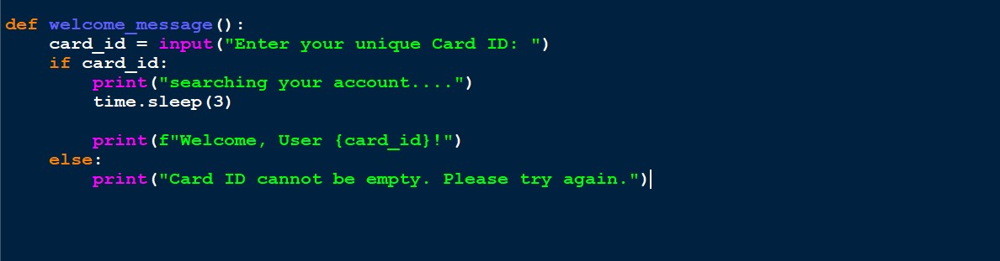 def welcome_message():
    card_id = input("Enter your unique Card ID: ")
    if card_id:
        print("searching your account....")
        time.sleep(3)

        print(f"Welcome, User {card_id}!")
    else:
        print("Card ID cannot be empty. Please try again.")